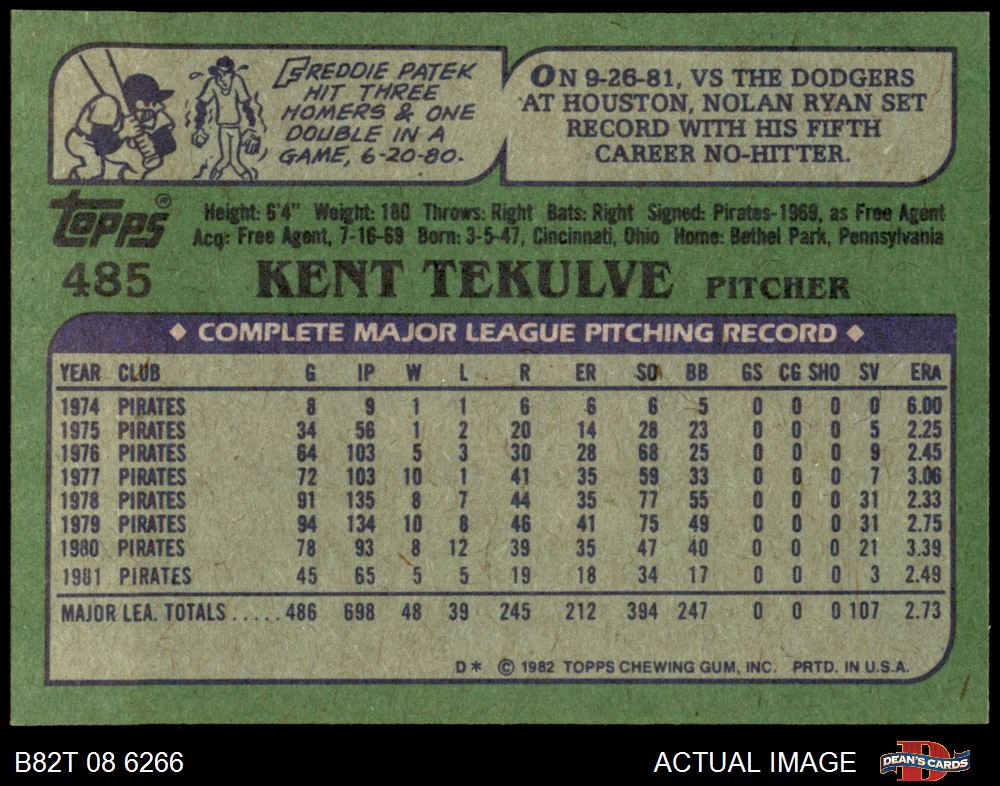 FREDDIE PATEK
HIT THREE
HOMERS & ONE
DOUBLE IN A
GAME, 6-20-80.
ON 9-26-81, VS THE DODGERS
AT HOUSTON, NOLAN RYAN SET
RECORD WITH HIS FIFTH
CAREER NO-HITTER.
Topps®
Height: 6'4" Weight: 180 Throws: Right Bats: Right Signed: Pirates-1969, as Free Agent
Acq: Free Agent, 7-16-69 Born: 3-5-47, Cincinnati, Ohio Home: Bethel Park, Pennsylvania
485 KENT TEKULVE PITCHER
◆ COMPLETE MAJOR LEAGUE PITCHING RECORD ◆
YEAR CLUB G IP W L R ER SO BB GS CG SHO SV ERA
1974 PIRATES 8 9 1 1 6 6 6 5 0 0 0 0 6.00
1975 PIRATES 34 56 1 2 20 14 28 23 0 0 0 5 2.25
1976 PIRATES 64 103 5 3 30 28 68 25 0 0 0 9 2.45
1977 PIRATES 72 103 10 1 41 35 59 33 0 0 0 7 3.06
1978 PIRATES 91 135 8 7 44 35 77 55 0 0 0 31 2.33
1979 PIRATES 94 134 10 8 46 41 75 49 0 0 0 31 2.75
1980 PIRATES 78 93 8 12 39 35 47 40 0 0 0 21 3.39
1981 PIRATES 45 65 5 5 19 18 34 17 0 0 0 3 2.49
MAJOR LEA. TOTALS .....486 698 48 39 245 212 394 247 0 0 0 107 2.73
D* © 1982 TOPPS CHEWING GUM, INC. PRTD. IN U.S.A.
B82T 08 6266 ACTUAL IMAGE D DEAN'S CARDS